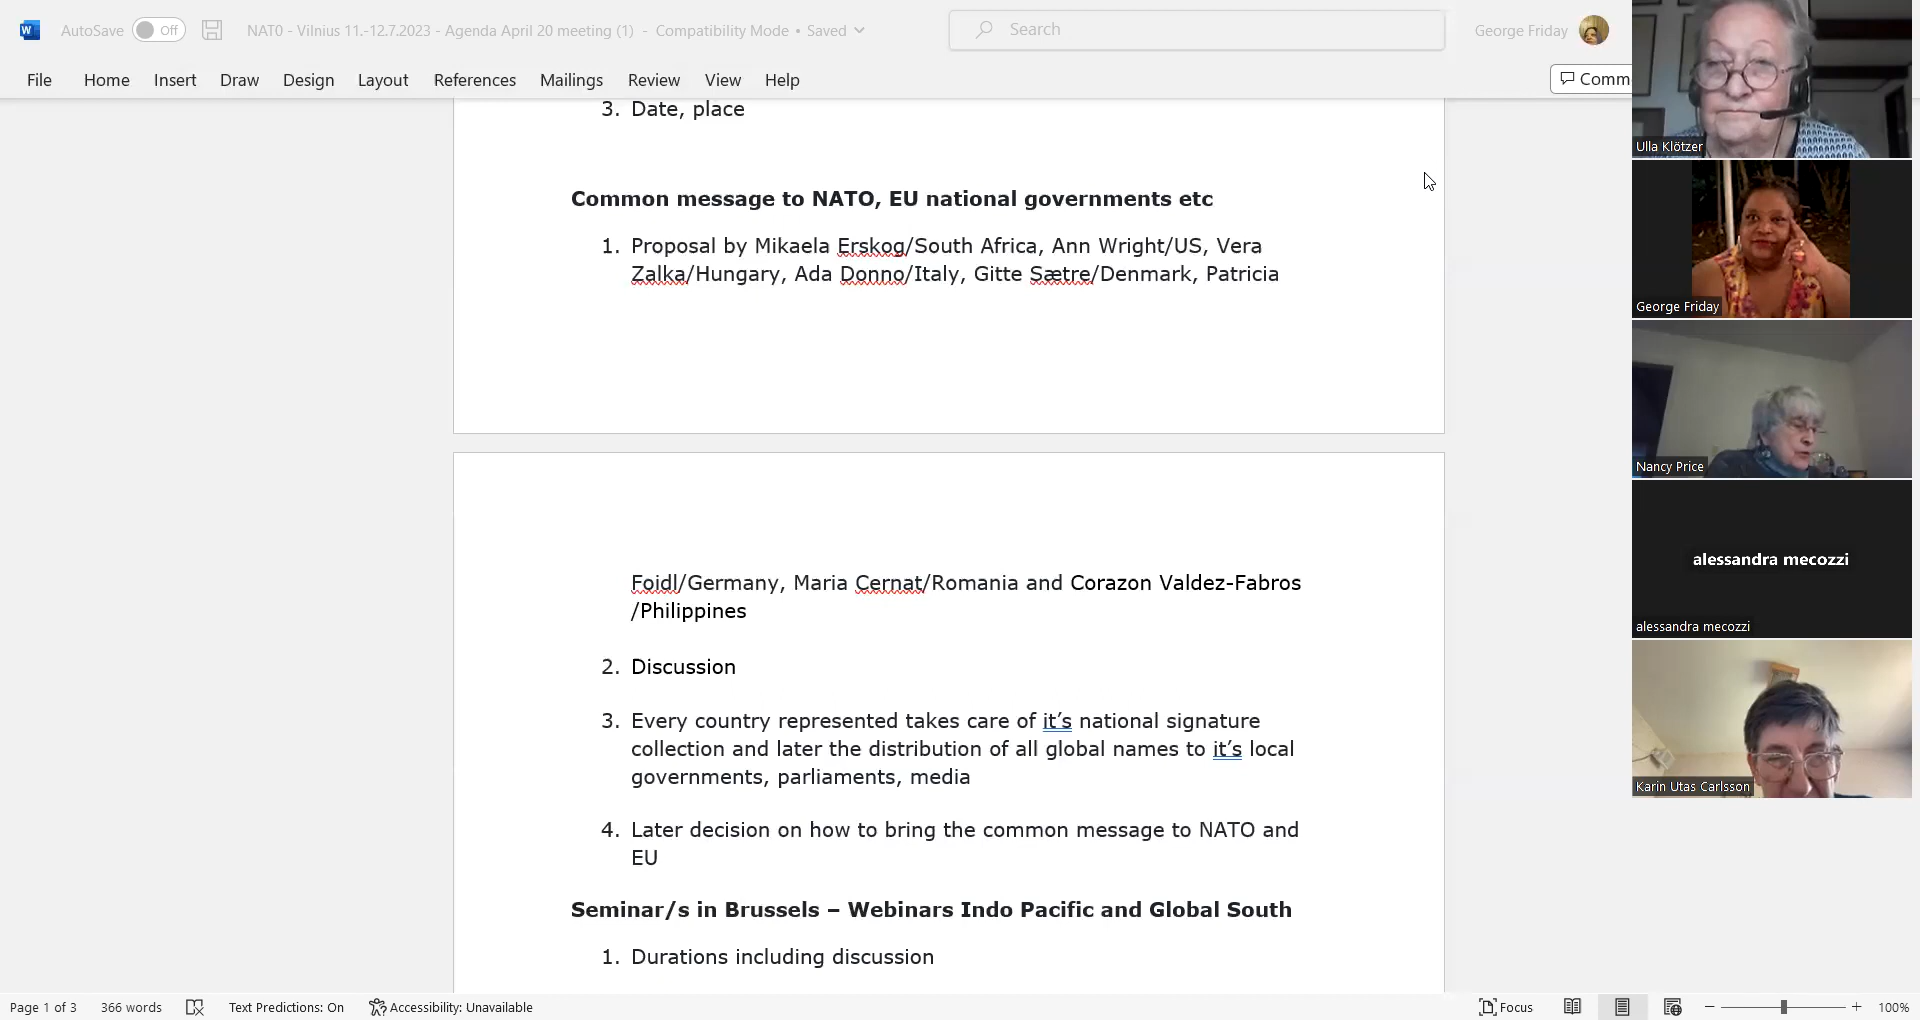 AutoSave Off NAT0 - Vilnius 11.-12.7.2023 - Agenda April 20 meeting (1) - Compatibility Mode • Saved
Search
George Friday
File Home Insert Draw Design Layout References Mailings Review View Help
Comm
3. Date, place
Common message to NATO, EU national governments etc
1. Proposal by Mikaela Erskog/South Africa, Ann Wright/US, Vera
Zalka/Hungary, Ada Donno/Italy, Gitte Sætre/Denmark, Patricia
Foidl/Germany, Maria Cernat/Romania and Corazon Valdez-Fabros
/Philippines
2. Discussion
3. Every country represented takes care of it’s national signature
collection and later the distribution of all global names to it’s local
governments, parliaments, media
4. Later decision on how to bring the common message to NATO and
EU
Seminar/s in Brussels – Webinars Indo Pacific and Global South
1. Durations including discussion
Ulla Klötzer
George Friday
Nancy Price
alessandra mecozzi
alessandra mecozzi
Karin Utas Carlsson
Page 1 of 3 366 words Text Predictions: On Accessibility: Unavailable
Focus
100%